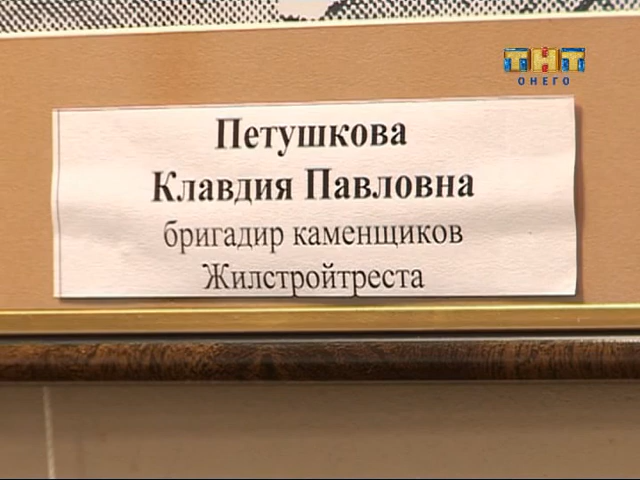 ТНТ
ОНЕГО
Петушкова
Клавдия Павловна
бригадир каменщиков
Жилстройтреста